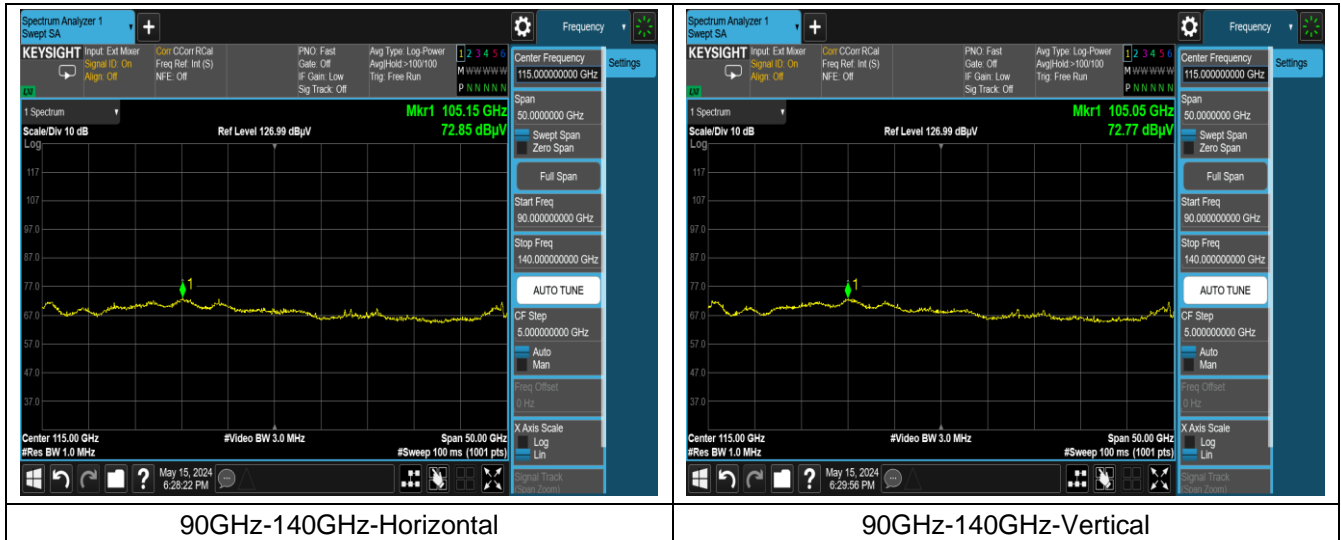 Spectrum Analyzer 1
Swept SA
+
Frequency
KEYSIGHT
Input: Ext Mixer
Signal ID: On
Align: Off
Corr CCorr RCal
Freq Ref: Int (S)
NFE: Off
PNO: Fast
Gate: Off
IF Gain: Low
Sig Track: Off
Avg Type: Log-Power
Avg|Hold:>100/100
Trig: Free Run
1 2 3 4 5 6
M W W W W W
P N N N N N
LXI
1 Spectrum
Scale/Div 10 dB
Log
Ref Level 126.99 dBµV
Mkr1 105.15 GHz
72.85 dBµV
117
107
97.0
87.0
77.0
67.0
57.0
47.0
37.0
1
Center 115.00 GHz
#Res BW 1.0 MHz
#Video BW 3.0 MHz
Span 50.00 GHz
#Sweep 100 ms (1001 pts)
Center Frequency
115.000000000 GHz
Settings
Span
50.0000000 GHz
Swept Span
Zero Span
Full Span
Start Freq
90.000000000 GHz
Stop Freq
140.000000000 GHz
AUTO TUNE
CF Step
5.000000000 GHz
Auto
Man
Freq Offset
0 Hz
X Axis Scale
Log
Lin
Signal Track
(Span Zoom)
?
May 15, 2024
6:28:22 PM
90GHz-140GHz-Horizontal
Spectrum Analyzer 1
Swept SA
+
Frequency
KEYSIGHT
Input: Ext Mixer
Signal ID: On
Align: Off
Corr CCorr RCal
Freq Ref: Int (S)
NFE: Off
PNO: Fast
Gate: Off
IF Gain: Low
Sig Track: Off
Avg Type: Log-Power
Avg|Hold:>100/100
Trig: Free Run
1 2 3 4 5 6
M W W W W W
P N N N N N
LXI
1 Spectrum
Scale/Div 10 dB
Log
Ref Level 126.99 dBµV
Mkr1 105.05 GHz
72.77 dBµV
117
107
97.0
87.0
77.0
67.0
57.0
47.0
37.0
1
Center 115.00 GHz
#Res BW 1.0 MHz
#Video BW 3.0 MHz
Span 50.00 GHz
#Sweep 100 ms (1001 pts)
Center Frequency
115.000000000 GHz
Settings
Span
50.0000000 GHz
Swept Span
Zero Span
Full Span
Start Freq
90.000000000 GHz
Stop Freq
140.000000000 GHz
AUTO TUNE
CF Step
5.000000000 GHz
Auto
Man
Freq Offset
0 Hz
X Axis Scale
Log
Lin
Signal Track
(Span Zoom)
?
May 15, 2024
6:29:56 PM
90GHz-140GHz-Vertical